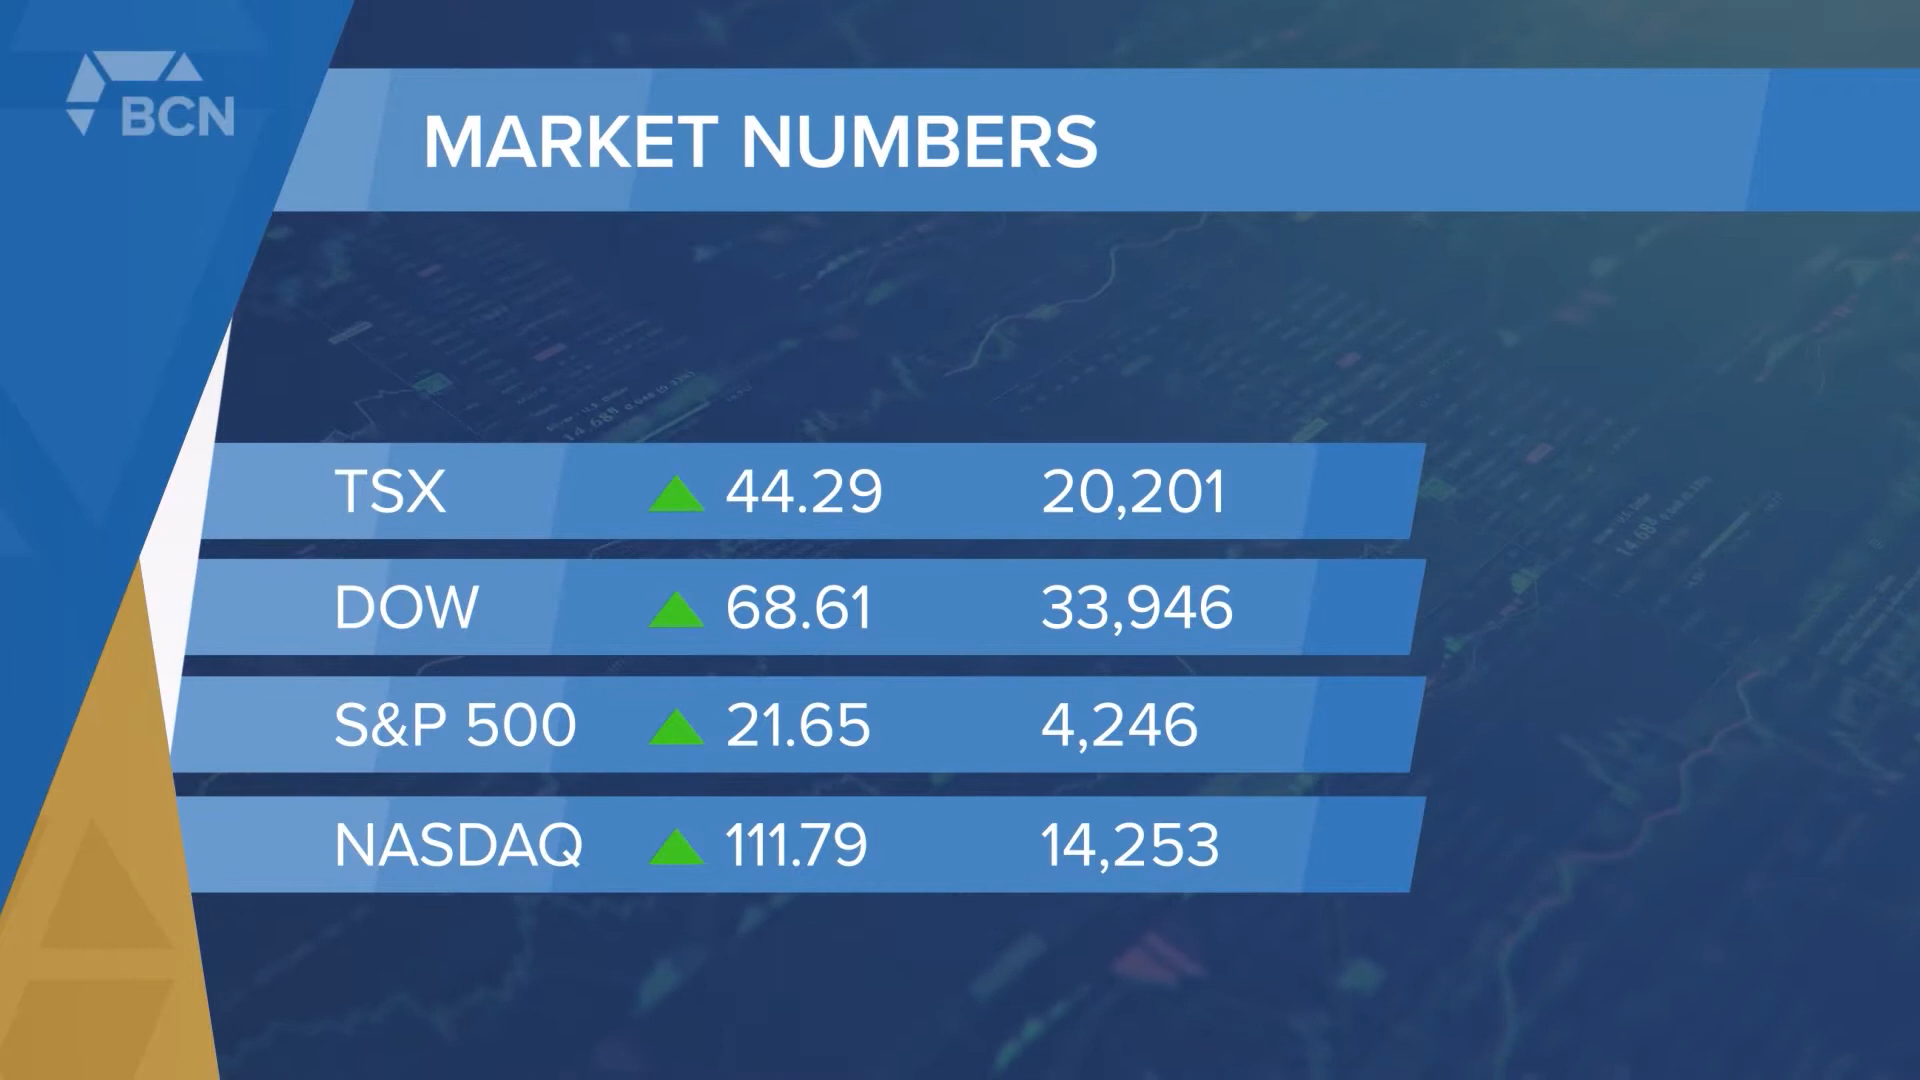 BCN
MARKET NUMBERS
TSX ▲ 44.29 20,201
DOW ▲ 68.61 33,946
S&P 500 ▲ 21.65 4,246
NASDAQ ▲ 111.79 14,253